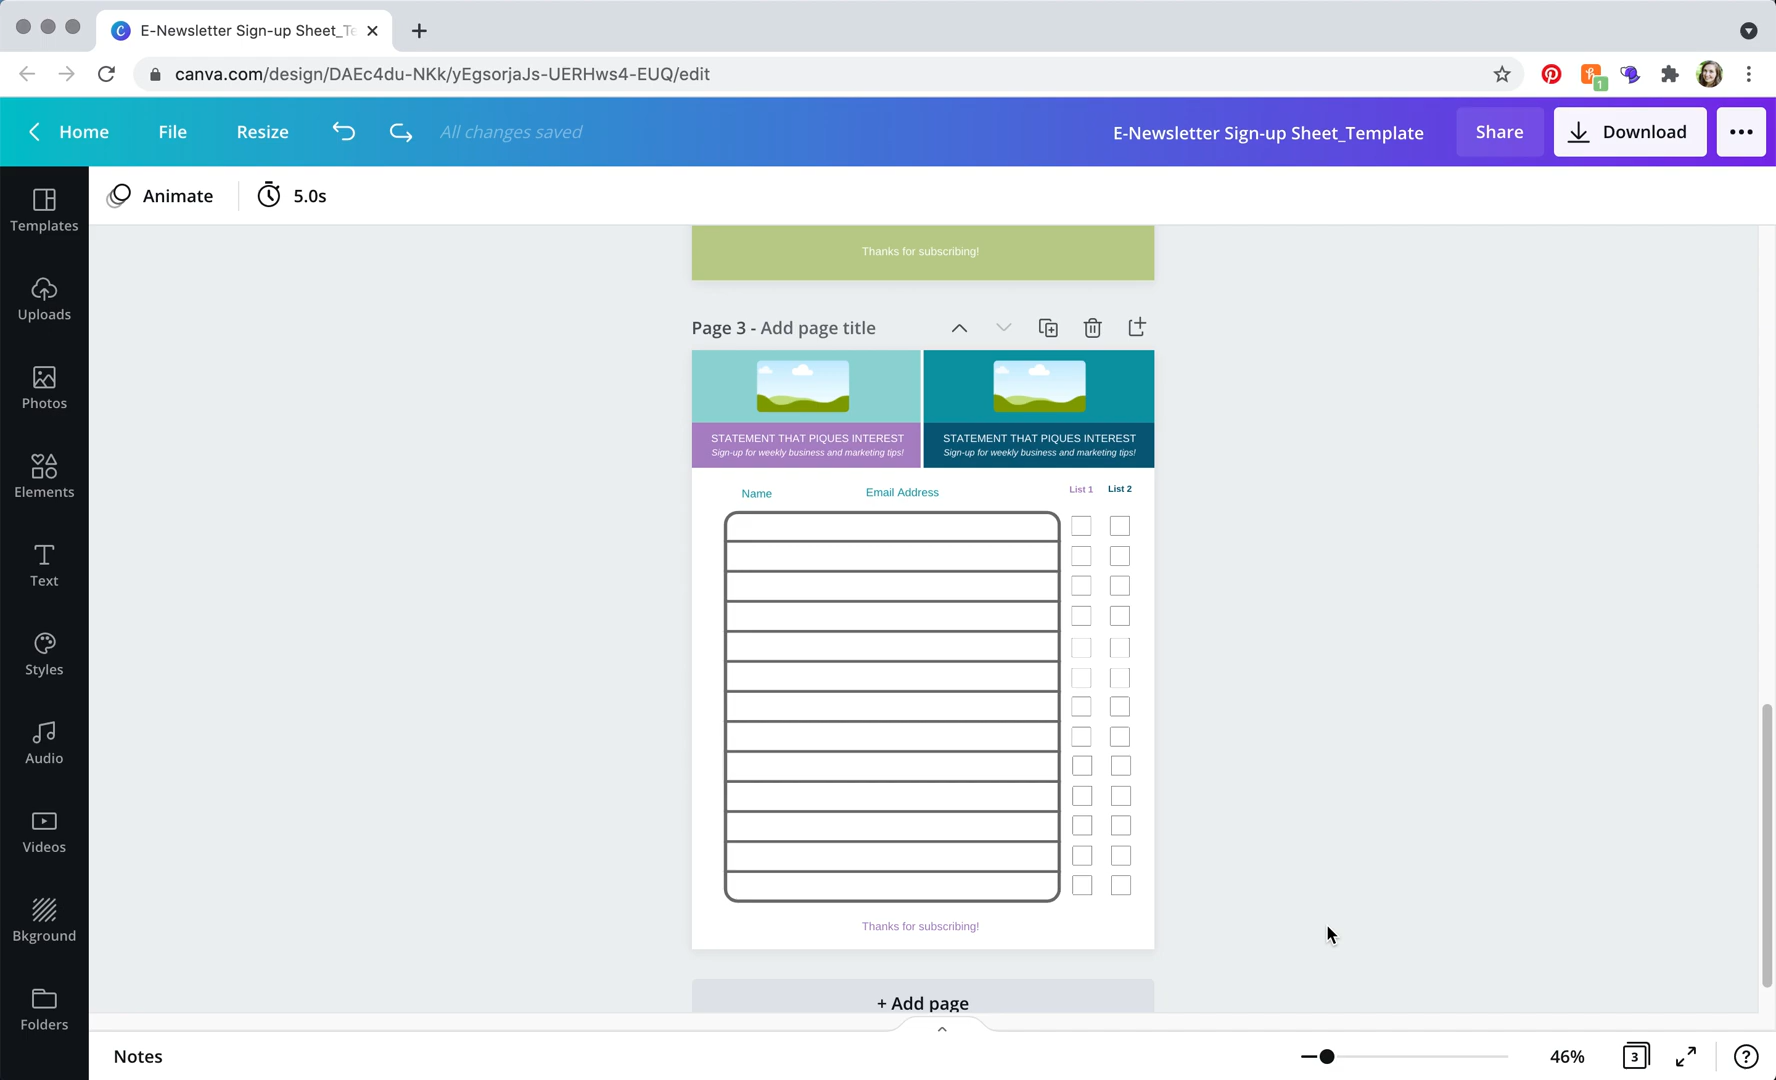 E-Newsletter Sign-up Sheet_Te
canva.com/design/DAEc4du-NKk/yEgsorjaJs-UERHws4-EUQ/edit
1
Home File Resize All changes saved E-Newsletter Sign-up Sheet_Template Share Download
Animate 5.0s
Templates
Uploads
Photos
Elements
Text
Styles
Audio
Videos
Bkground
Folders
Thanks for subscribing!
Page 3 - Add page title
STATEMENT THAT PIQUES INTEREST
Sign-up for weekly business and marketing tips!
STATEMENT THAT PIQUES INTEREST
Sign-up for weekly business and marketing tips!
Name Email Address List 1 List 2
Thanks for subscribing!
+ Add page
Notes 46% 3 ?